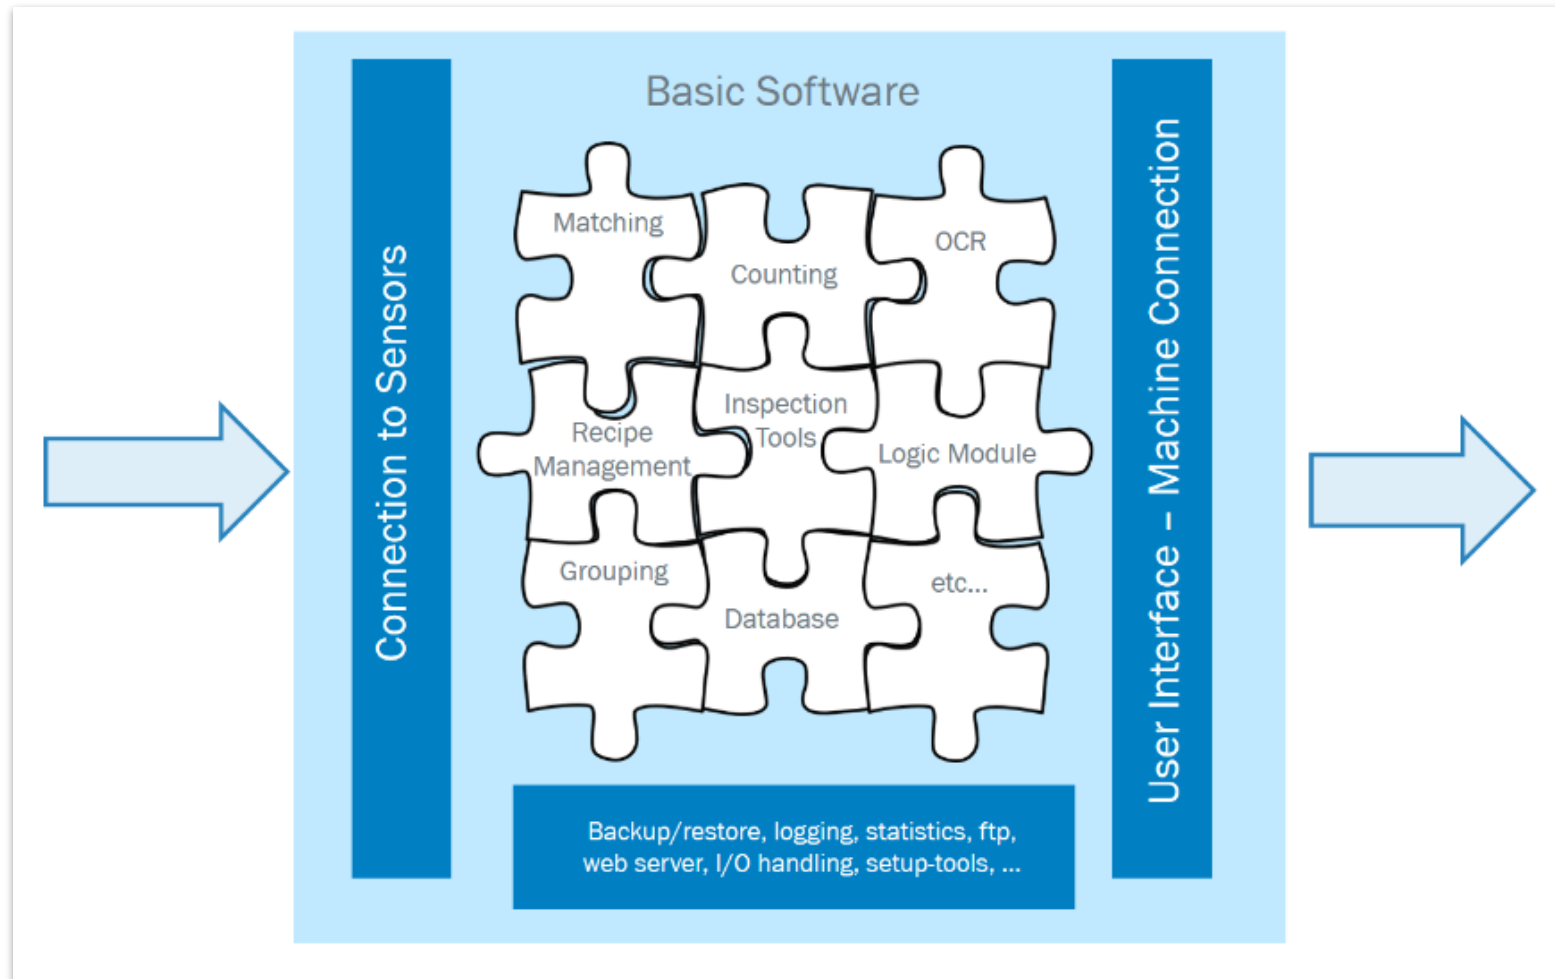 Basic Software
Connection to Sensors
Matching
Counting
OCR
Recipe
Management
Inspection
Tools
Logic Module
Grouping
Database
etc...
User Interface – Machine Connection
Backup/restore, logging, statistics, ftp,
web server, I/O handling, setup-tools, ...